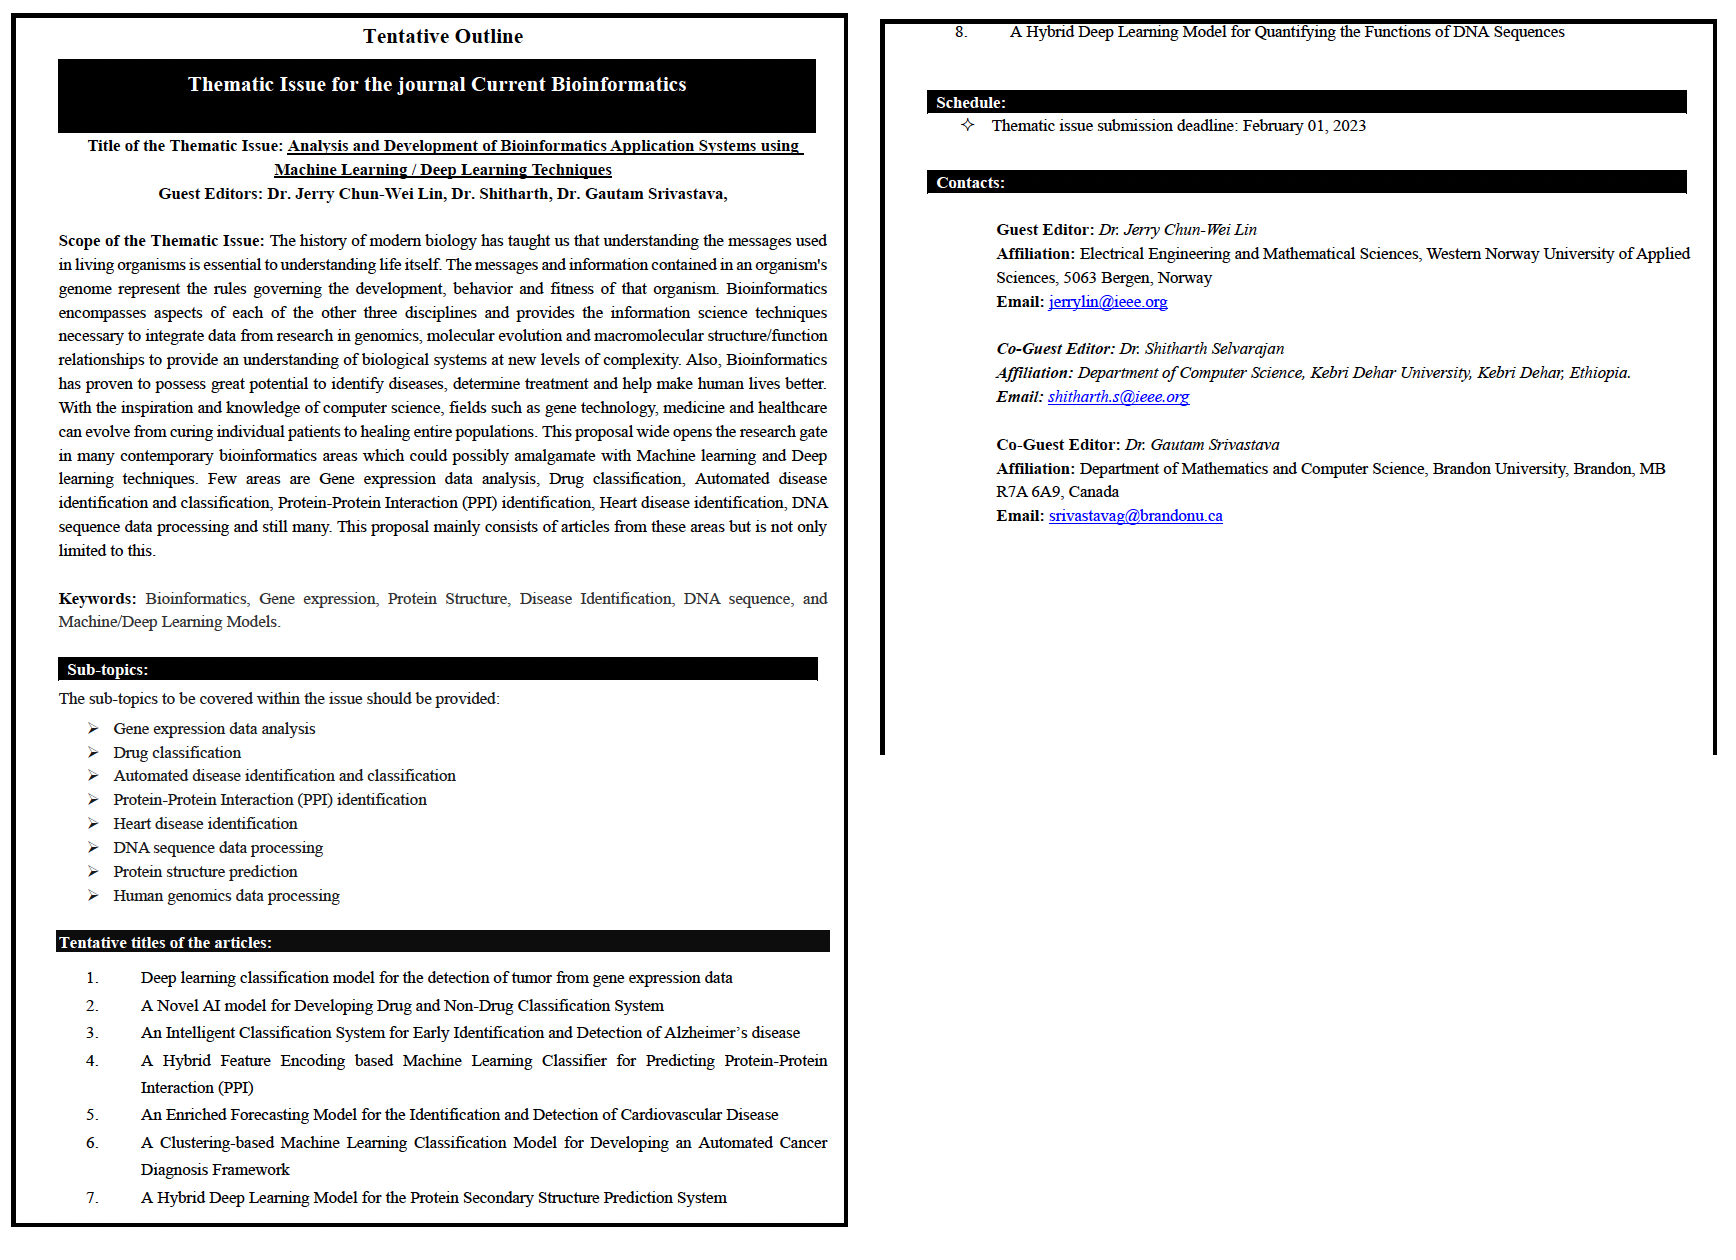 Tentative Outline
Thematic Issue for the journal Current Bioinformatics
Title of the Thematic Issue: Analysis and Development of Bioinformatics Application Systems using
Machine Learning / Deep Learning Techniques
Guest Editors: Dr. Jerry Chun-Wei Lin, Dr. Shitharth, Dr. Gautam Srivastava,
Scope of the Thematic Issue: The history of modern biology has taught us that understanding the messages used
in living organisms is essential to understanding life itself. The messages and information contained in an organism's
genome represent the rules governing the development, behavior and fitness of that organism. Bioinformatics
encompasses aspects of each of the other three disciplines and provides the information science techniques
necessary to integrate data from research in genomics, molecular evolution and macromolecular structure/function
relationships to provide an understanding of biological systems at new levels of complexity. Also, Bioinformatics
has proven to possess great potential to identify diseases, determine treatment and help make human lives better.
With the inspiration and knowledge of computer science, fields such as gene technology, medicine and healthcare
can evolve from curing individual patients to healing entire populations. This proposal wide opens the research gate
in many contemporary bioinformatics areas which could possibly amalgamate with Machine learning and Deep
learning techniques. Few areas are Gene expression data analysis, Drug classification, Automated disease
identification and classification, Protein-Protein Interaction (PPI) identification, Heart disease identification, DNA
sequence data processing and still many. This proposal mainly consists of articles from these areas but is not only
limited to this.
Keywords: Bioinformatics, Gene expression, Protein Structure, Disease Identification, DNA sequence, and
Machine/Deep Learning Models.
Sub-topics:
The sub-topics to be covered within the issue should be provided:
➢ Gene expression data analysis
➢ Drug classification
➢ Automated disease identification and classification
➢ Protein-Protein Interaction (PPI) identification
➢ Heart disease identification
➢ DNA sequence data processing
➢ Protein structure prediction
➢ Human genomics data processing
Tentative titles of the articles:
1. Deep learning classification model for the detection of tumor from gene expression data
2. A Novel AI model for Developing Drug and Non-Drug Classification System
3. An Intelligent Classification System for Early Identification and Detection of Alzheimer’s disease
4. A Hybrid Feature Encoding based Machine Learning Classifier for Predicting Protein-Protein
Interaction (PPI)
5. An Enriched Forecasting Model for the Identification and Detection of Cardiovascular Disease
6. A Clustering-based Machine Learning Classification Model for Developing an Automated Cancer
Diagnosis Framework
7. A Hybrid Deep Learning Model for the Protein Secondary Structure Prediction System
8. A Hybrid Deep Learning Model for Quantifying the Functions of DNA Sequences
Schedule:
✧ Thematic issue submission deadline: February 01, 2023
Contacts:
Guest Editor: Dr. Jerry Chun-Wei Lin
Affiliation: Electrical Engineering and Mathematical Sciences, Western Norway University of Applied
Sciences, 5063 Bergen, Norway
Email: jerrylin@ieee.org
Co-Guest Editor: Dr. Shitharth Selvarajan
Affiliation: Department of Computer Science, Kebri Dehar University, Kebri Dehar, Ethiopia.
Email: shitharth.s@ieee.org
Co-Guest Editor: Dr. Gautam Srivastava
Affiliation: Department of Mathematics and Computer Science, Brandon University, Brandon, MB
R7A 6A9, Canada
Email: srivastavag@brandonu.ca